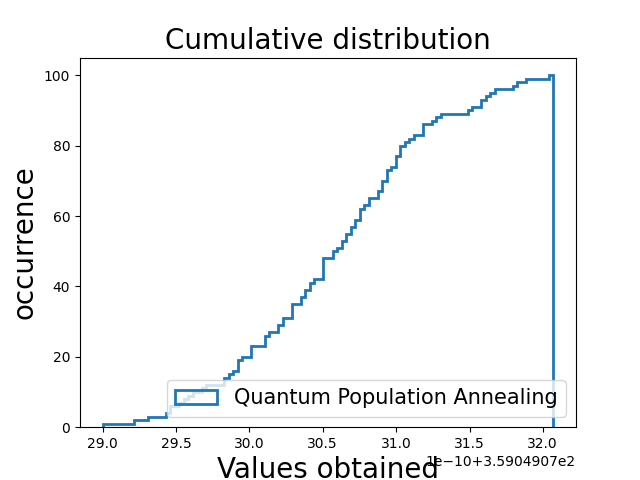 Cumulative distribution
occurrence
100
80
60
40
20
0
Quantum Population Annealing
29.0 29.5 30.0 30.5 31.0 31.5 32.0
1e−10+3.5904907e2
Values obtained